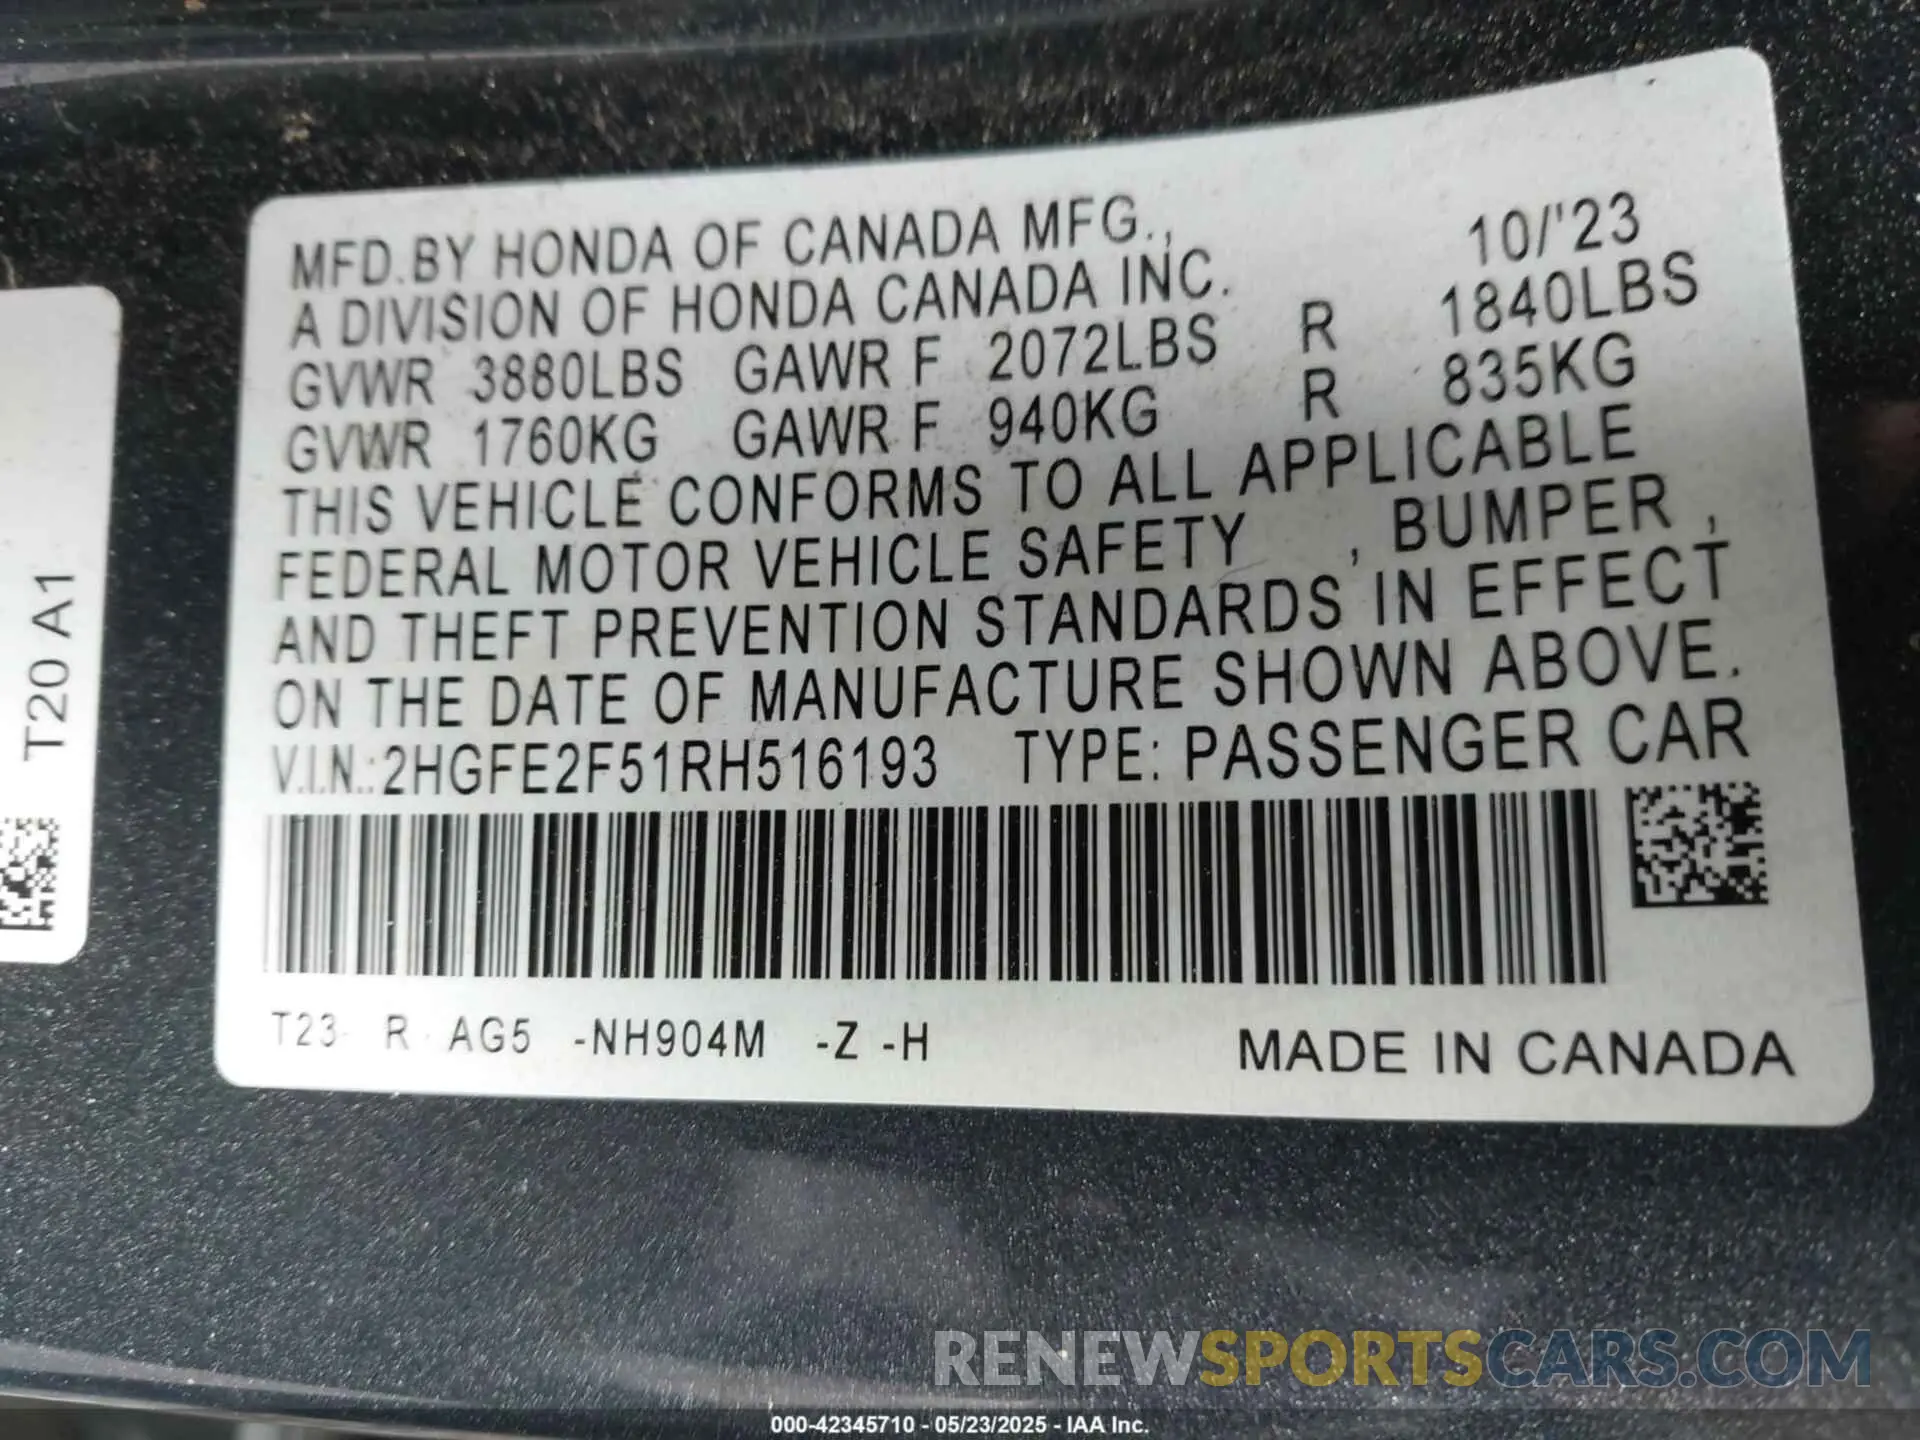 MFD.BY HONDA OF CANADA MFG., 10/'23
A DIVISION OF HONDA CANADA INC.
GVWR 3880LBS GAWR F 2072LBS R 1840LBS
GVWR 1760KG GAWR F 940KG R 835KG
THIS VEHICLE CONFORMS TO ALL APPLICABLE
FEDERAL MOTOR VEHICLE SAFETY , BUMPER ,
AND THEFT PREVENTION STANDARDS IN EFFECT
ON THE DATE OF MANUFACTURE SHOWN ABOVE.
V.I.N.:2HGFE2F51RH516193 TYPE: PASSENGER CAR
T23 R AG5 -NH904M -Z -H MADE IN CANADA
T20 A1
RENEWSPORTSCARS.COM
000-42345710 - 05/23/2025 - IAA Inc.